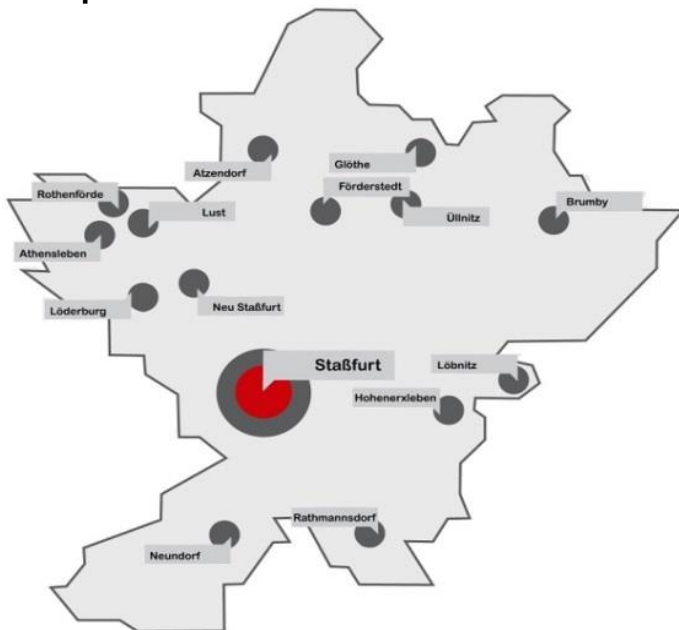 Atzendorf
Glöthe
Förderstedt
Rothenförde
Lust
Üllnitz
Brumby
Athensleben
Löderburg
Neu Staßfurt
Staßfurt
Löbnitz
Hohenerxleben
Rathmannsdorf
Neundorf